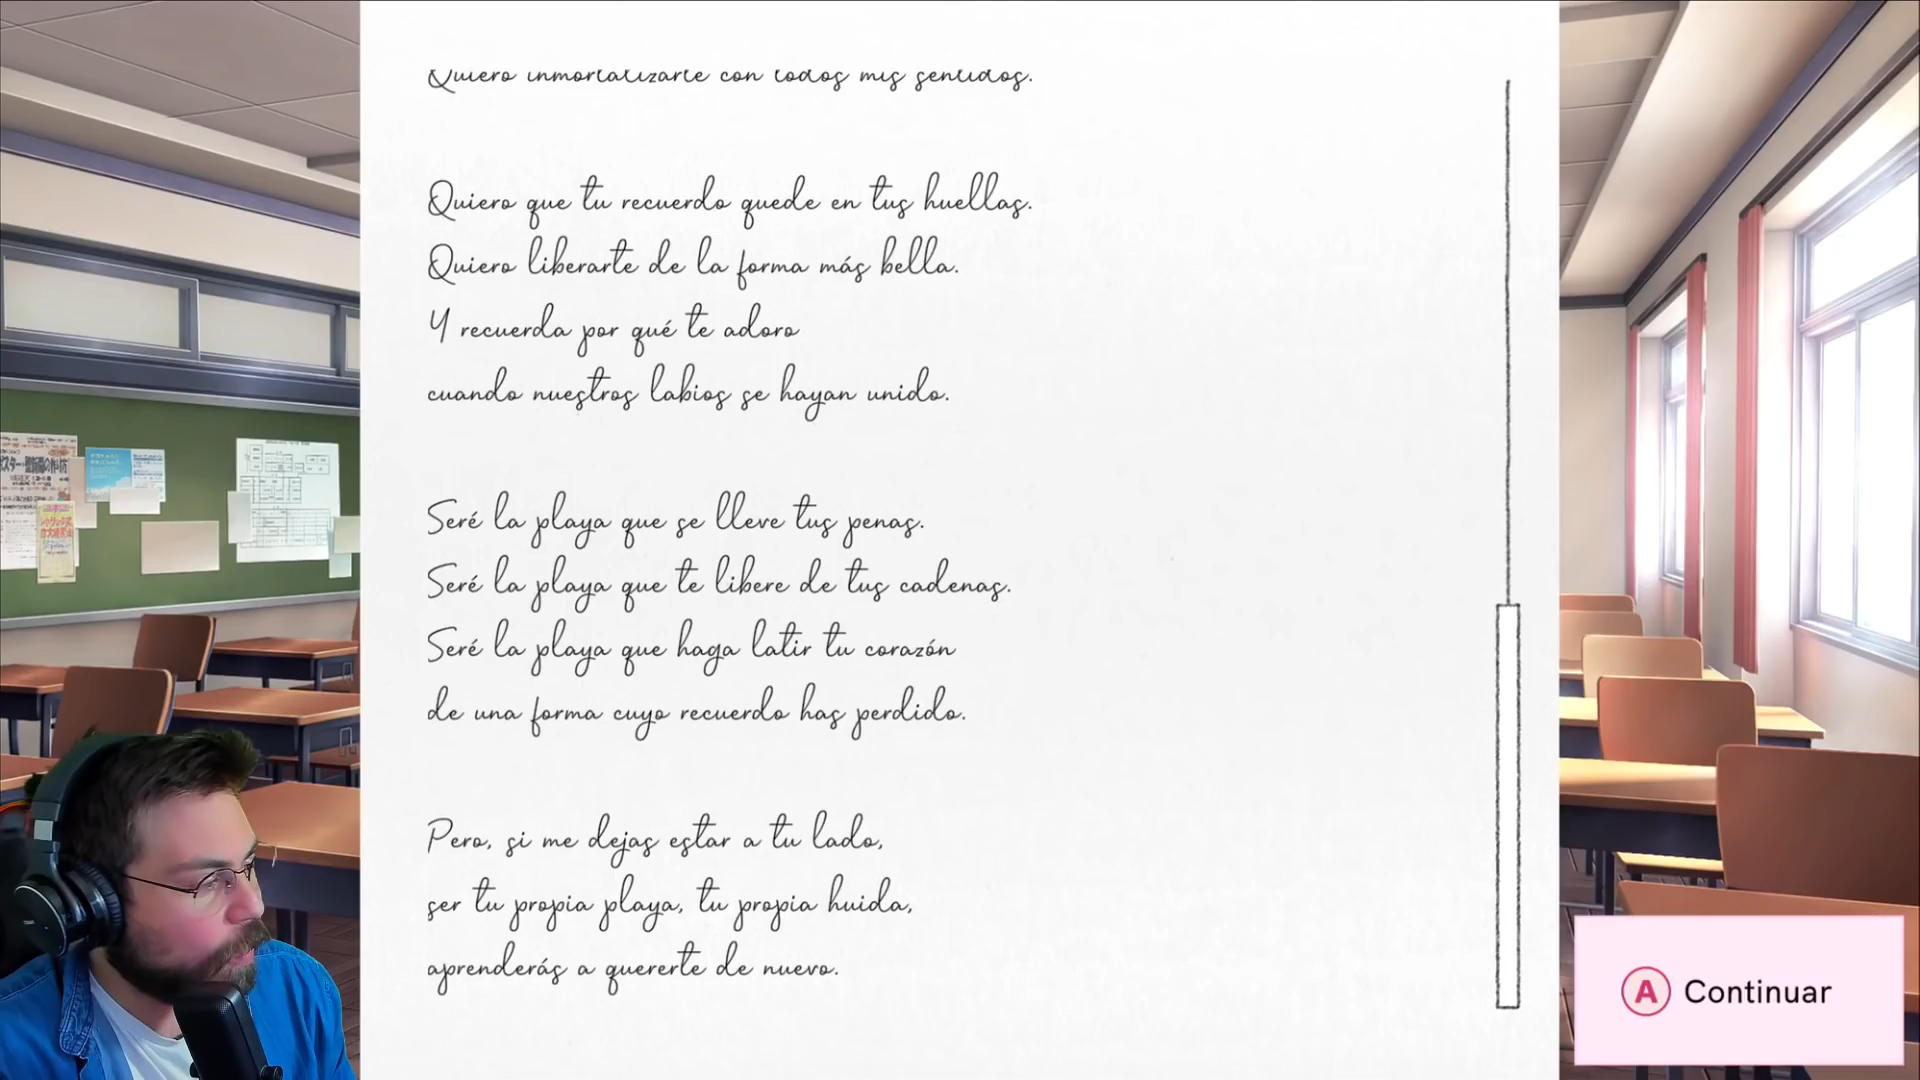 Quiero inmortalizarte con todos mis sentidos.
Quiero que tu recuerdo quede en tus huellas.
Quiero liberarte de la forma más bella.
Y recuerda por qué te adoro
cuando nuestros labios se hayan unido.
Seré la playa que se lleve tus penas.
Seré la playa que te libere de tus cadenas.
Seré la playa que haga latir tu corazón
de una forma cuyo recuerdo has perdido.
Pero, si me dejas estar a tu lado,
ser tu propia playa, tu propia huida,
aprenderás a quererte de nuevo.
A Continuar